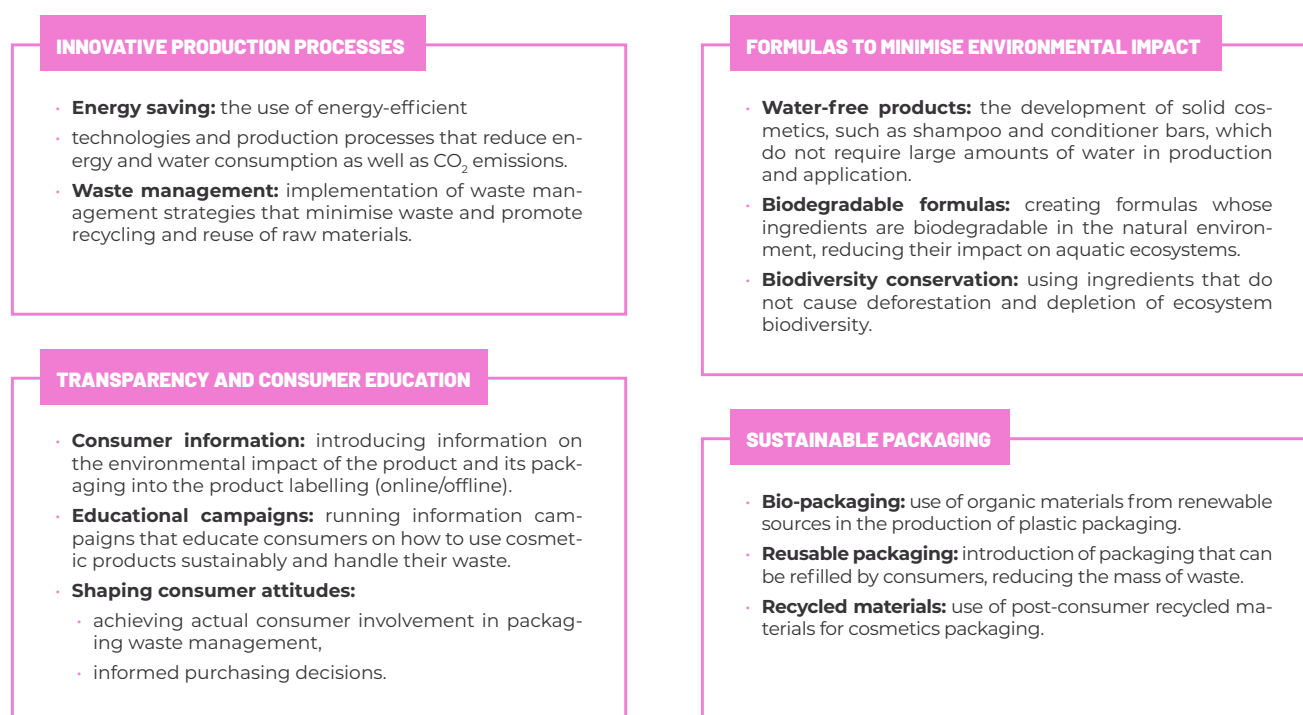 INNOVATIVE PRODUCTION PROCESSES
· Energy saving: the use of energy-efficient
· technologies and production processes that reduce en-
ergy and water consumption as well as CO₂ emissions.
· Waste management: implementation of waste man-
agement strategies that minimise waste and promote
recycling and reuse of raw materials.
TRANSPARENCY AND CONSUMER EDUCATION
· Consumer information: introducing information on
the environmental impact of the product and its pack-
aging into the product labelling (online/offline).
· Educational campaigns: running information cam-
paigns that educate consumers on how to use cosmet-
ic products sustainably and handle their waste.
· Shaping consumer attitudes:
· achieving actual consumer involvement in packag-
ing waste management,
· informed purchasing decisions.
FORMULAS TO MINIMISE ENVIRONMENTAL IMPACT
· Water-free products: the development of solid cos-
metics, such as shampoo and conditioner bars, which
do not require large amounts of water in production
and application.
· Biodegradable formulas: creating formulas whose
ingredients are biodegradable in the natural environ-
ment, reducing their impact on aquatic ecosystems.
· Biodiversity conservation: using ingredients that do
not cause deforestation and depletion of ecosystem
biodiversity.
SUSTAINABLE PACKAGING
· Bio-packaging: use of organic materials from renewable
sources in the production of plastic packaging.
· Reusable packaging: introduction of packaging that can
be refilled by consumers, reducing the mass of waste.
· Recycled materials: use of post-consumer recycled ma-
terials for cosmetics packaging.